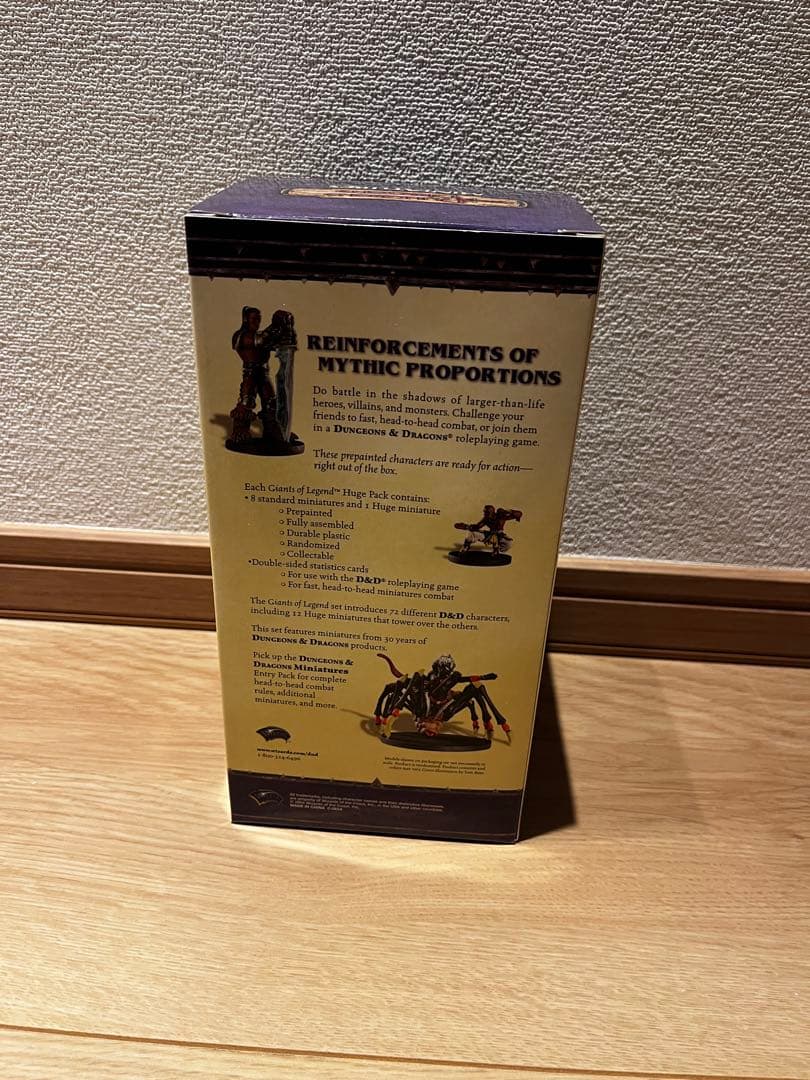 REINFORCEMENTS OF
MYTHIC PROPORTIONS
Do battle in the shadows of larger-than-life
heroes, villains, and monsters. Challenge your
friends to fast, head-to-head combat, or join them
in a DUNGEONS & DRAGONS® roleplaying game.
These prepainted characters are ready for action—
right out of the box.
Each Giants of Legend™ Huge Pack contains:
• 8 standard miniatures and 1 Huge miniature
○ Prepainted
○ Fully assembled
○ Durable plastic
○ Randomized
○ Collectable
•Double-sided statistics cards
○ For use with the D&D® roleplaying game
○ For fast, head-to-head miniatures combat
The Giants of Legend set introduces 72 different D&D characters,
including 12 Huge miniatures that tower over the others.
This set features miniatures from 30 years of
DUNGEONS & DRAGONS products.
Pick up the DUNGEONS &
DRAGONS Miniatures
Entry Pack for complete
head-to-head combat
rules, additional
miniatures, and more.
www.wizards.com/dnd
1-800-324-6496
MADE IN CHINA